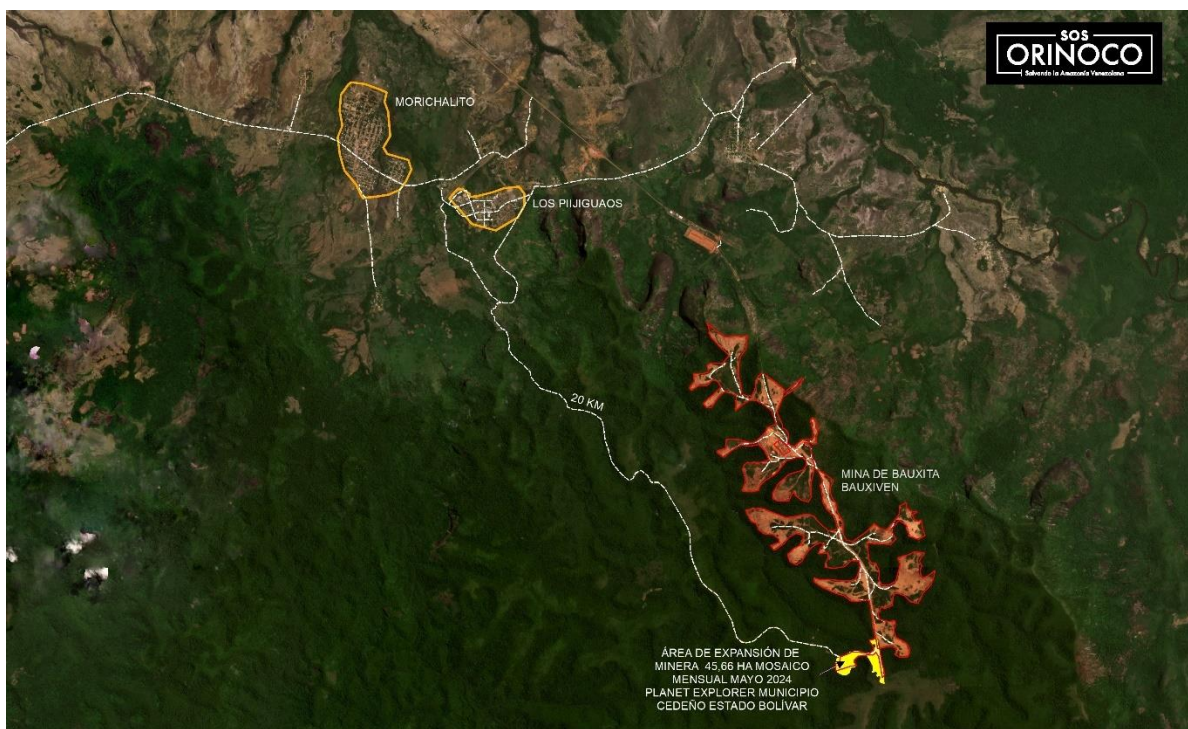 SOS
ORINOCO
Salvando la Amazonía Venezolana
MORICHALITO
LOS PIJIGUAOS
20 KM
MINA DE BAUXITA
BAUXIVEN
ÁREA DE EXPANSIÓN DE
MINERA 45,66 HA MOSAICO
MENSUAL MAYO 2024
PLANET EXPLORER MUNICIPIO
CEDEÑO ESTADO BOLÍVAR